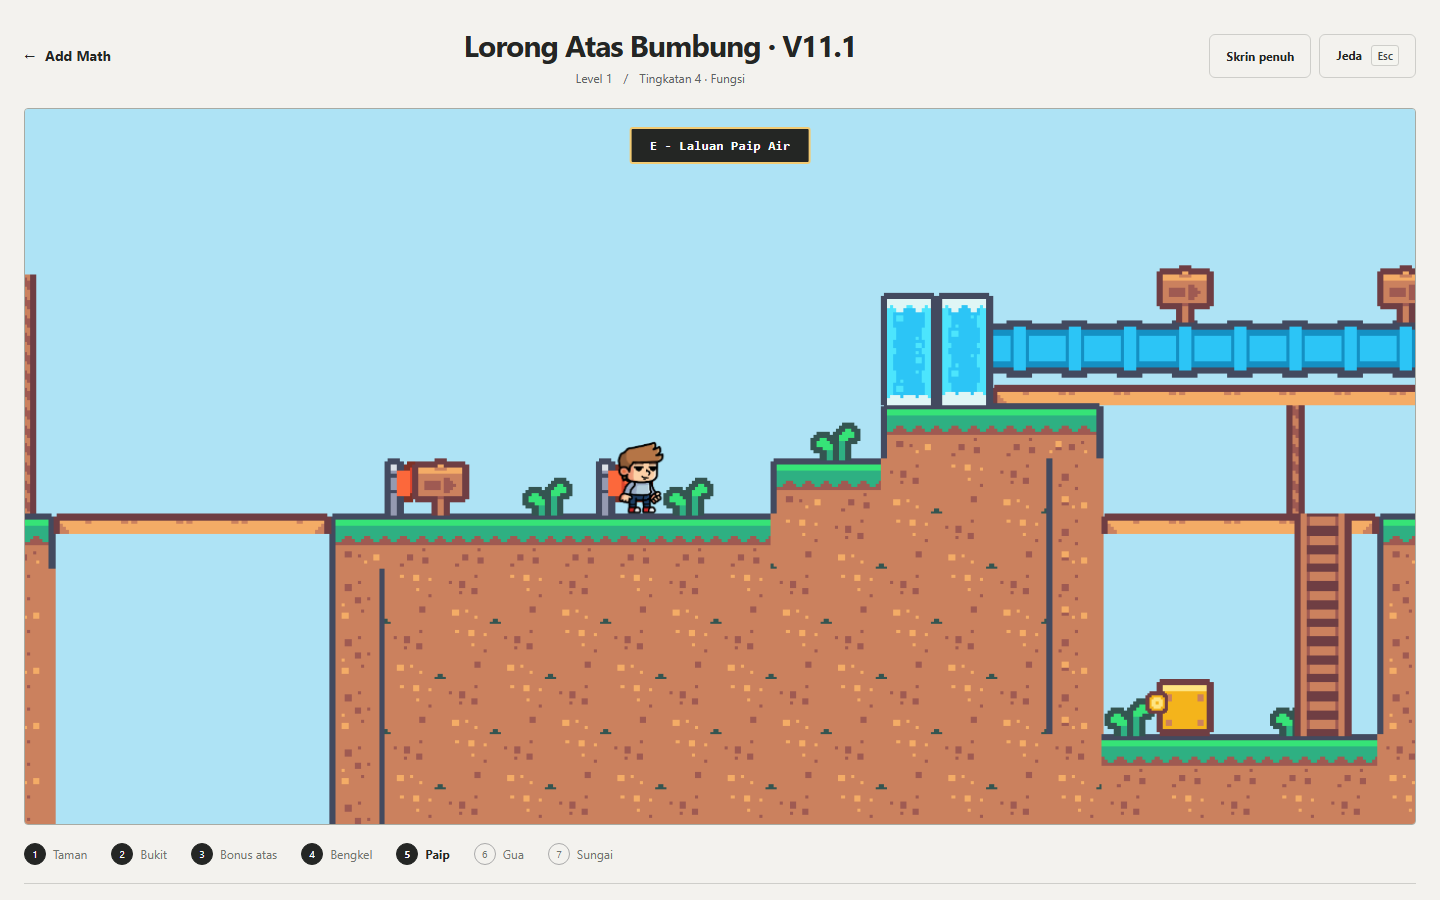 ← Add Math
Lorong Atas Bumbung · V11.1
Level 1 / Tingkatan 4 · Fungsi
Skrin penuh
Jeda Esc
E - Laluan Paip Air
1 Taman 2 Bukit 3 Bonus atas 4 Bengkel 5 Paip 6 Gua 7 Sungai